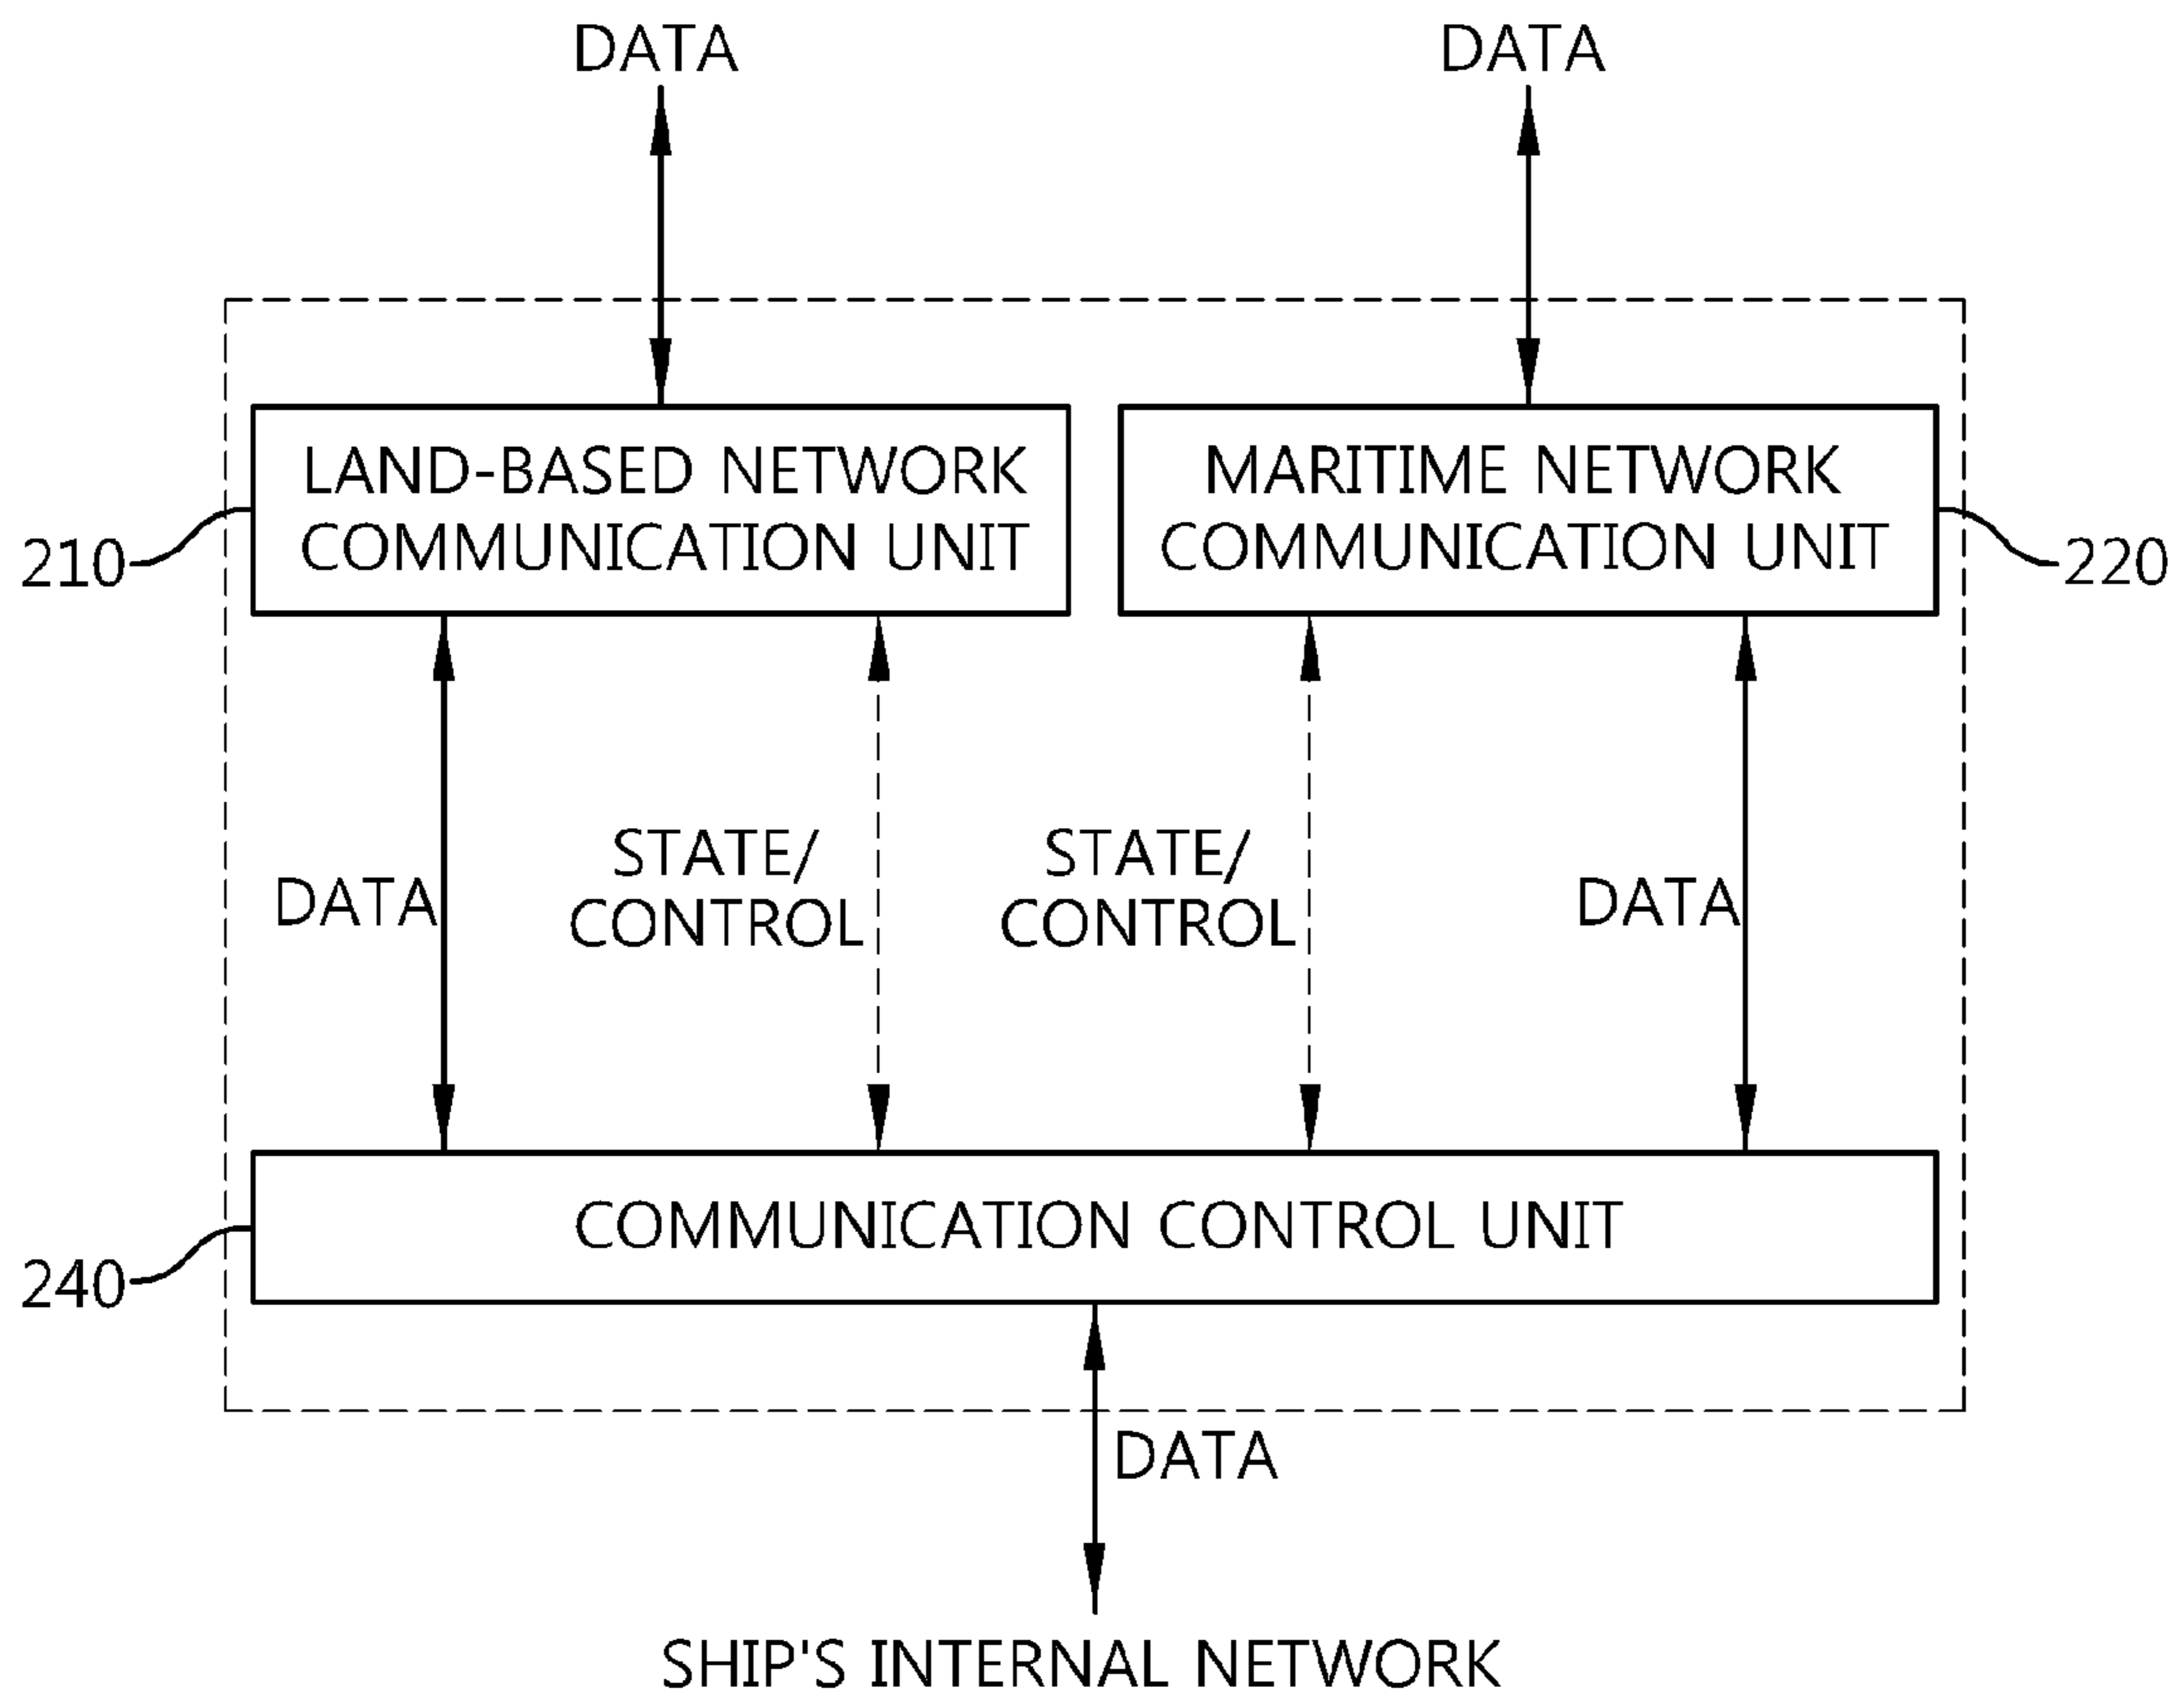 DATA
DATA
LAND-BASED NETWORK
COMMUNICATION UNIT
MARITIME NETWORK
COMMUNICATION UNIT
210
220
DATA
STATE/
CONTROL
STATE/
CONTROL
DATA
COMMUNICATION CONTROL UNIT
240
DATA
SHIP'S INTERNAL NETWORK